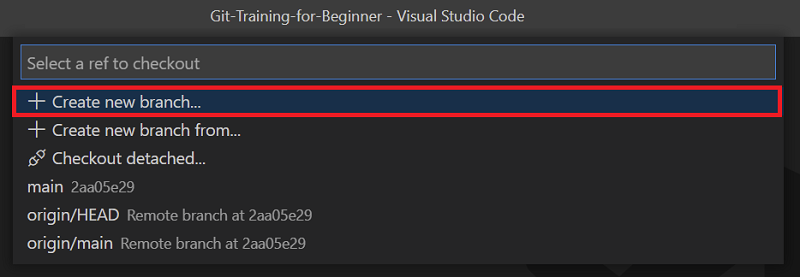 Git-Training-for-Beginner - Visual Studio Code
Select a ref to checkout
Create new branch...
Create new branch from...
Checkout detached...
main 2aa05e29
origin/HEAD Remote branch at 2aa05e29
origin/main Remote branch at 2aa05e29